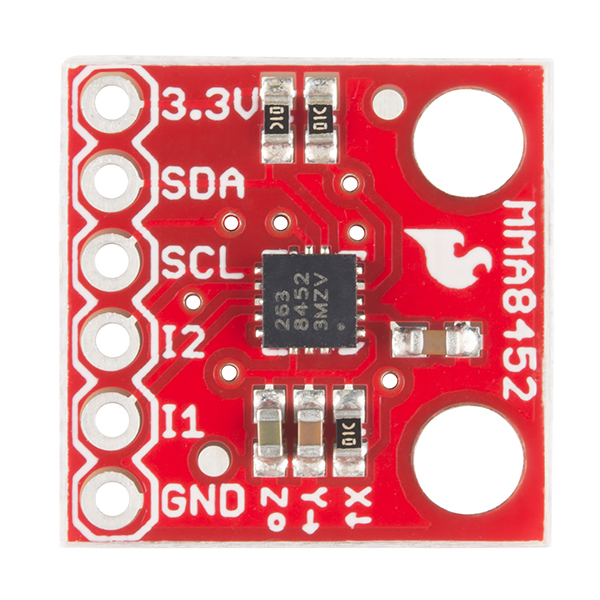 3.3V
SDA
SCL
I2
I1
GND
01C
01C
MMA8452
263
8452
3MZV
01C
Z
Y
X